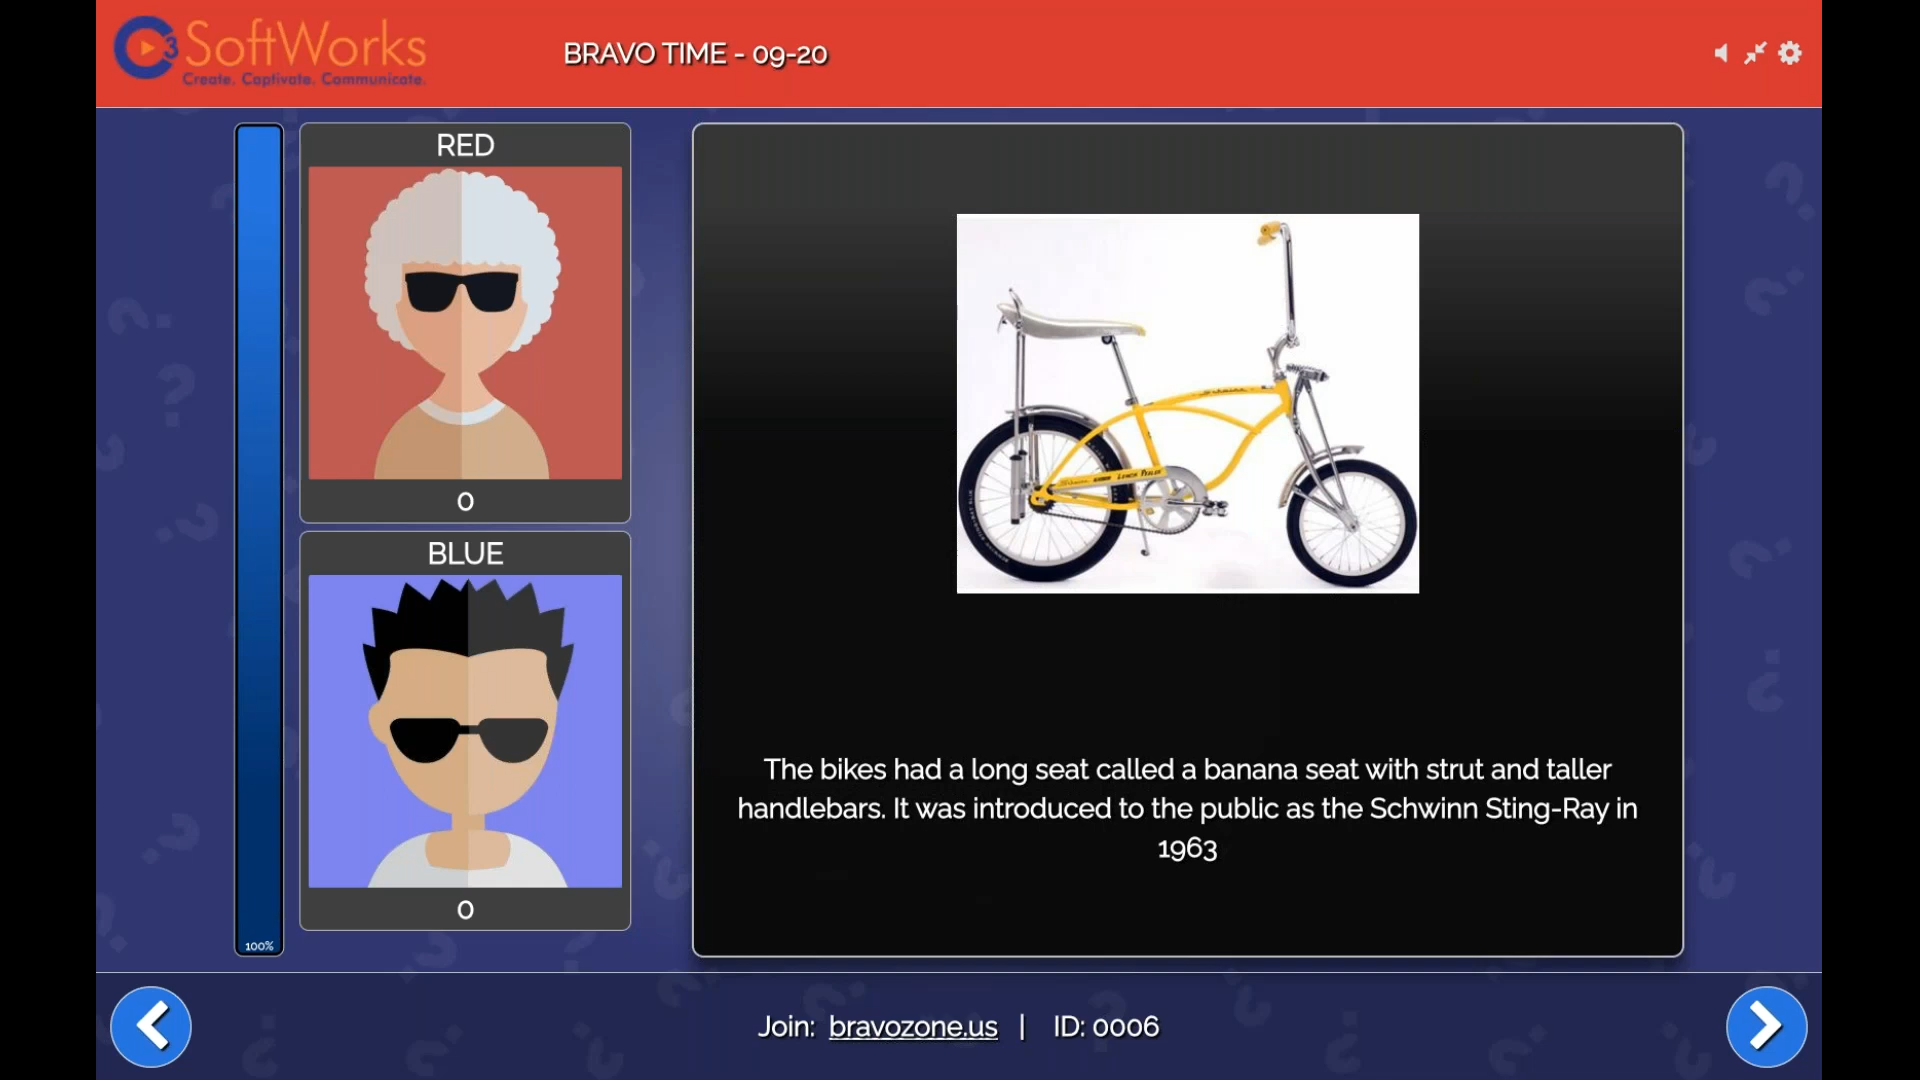 C3 SoftWorks
Create. Captivate. Communicate.
BRAVO TIME - 09-20
RED
0
BLUE
0
100%
The bikes had a long seat called a banana seat with strut and taller
handlebars. It was introduced to the public as the Schwinn Sting-Ray in
1963
Join: bravozone.us | ID: 0006